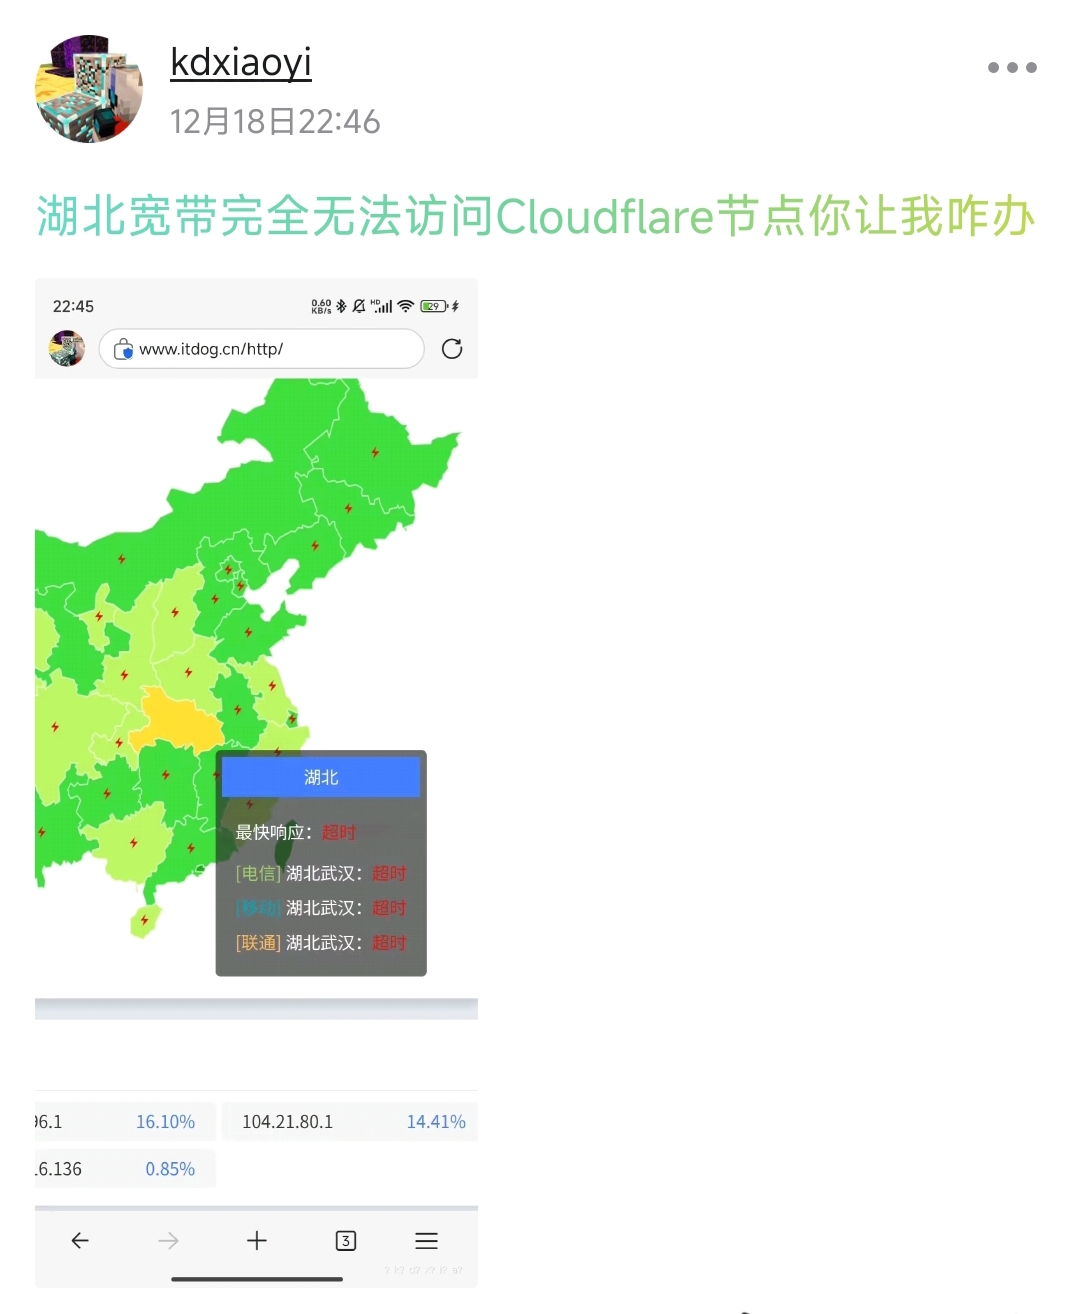 kdxiaoyi
12月18日22:46
湖北宽带完全无法访问Cloudflare节点你让我咋办
22:45
0.60 KB/s HD 29
www.itdog.cn/http/
湖北
最快响应：超时
[电信] 湖北武汉：超时
[移动] 湖北武汉：超时
[联通] 湖北武汉：超时
96.1 16.10% 104.21.80.1 14.41%
16.136 0.85%
3